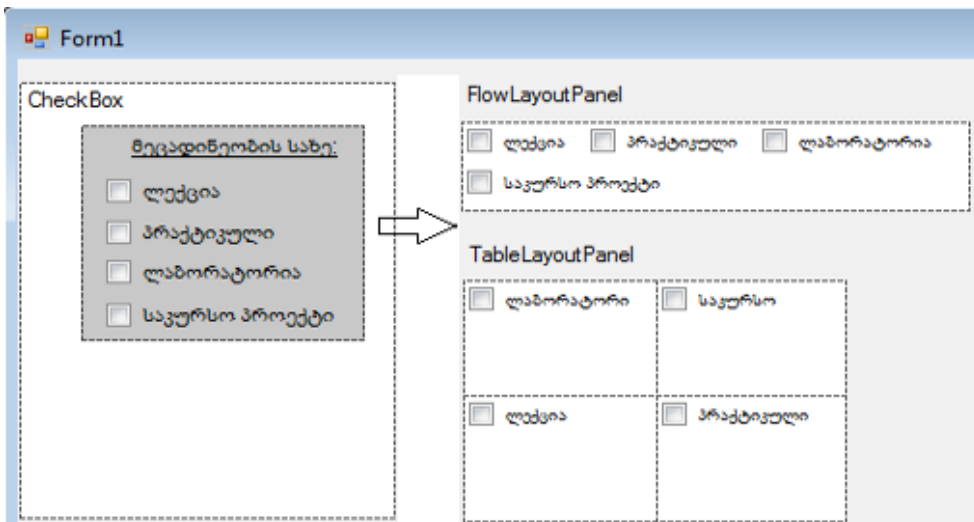 Form1
CheckBox
მეცადინეობის სახე:
ლექცია
პრაქტიკული
ლაბორატორია
საკურსო პროექტი
FlowLayoutPanel
ლექცია პრაქტიკული ლაბორატორია
საკურსო პროექტი
TableLayoutPanel
ლაბორატორი საკურსო
ლექცია პრაქტიკული